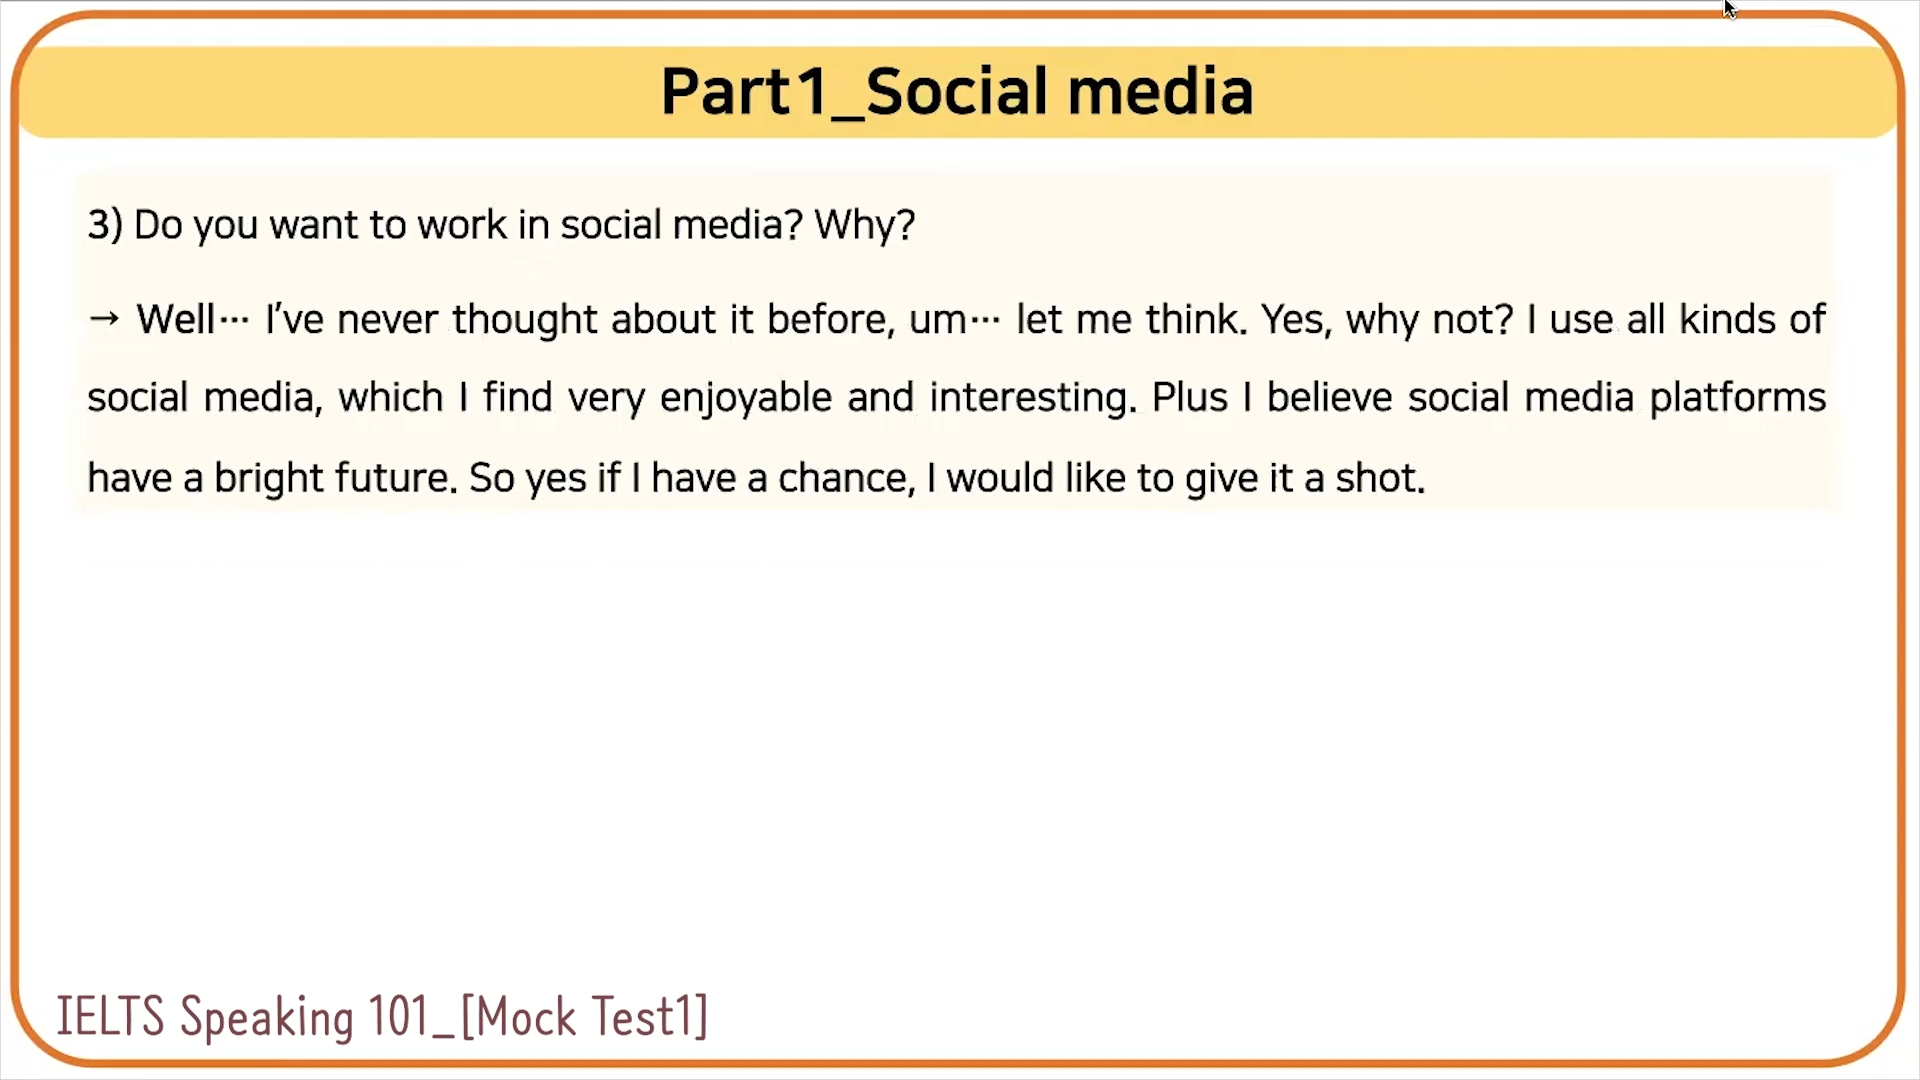 Part1_Social media
3) Do you want to work in social media? Why?
→ Well… I've never thought about it before, um… let me think. Yes, why not? I use all kinds of
social media, which I find very enjoyable and interesting. Plus I believe social media platforms
have a bright future. So yes if I have a chance, I would like to give it a shot.
IELTS Speaking 101_[Mock Test1]